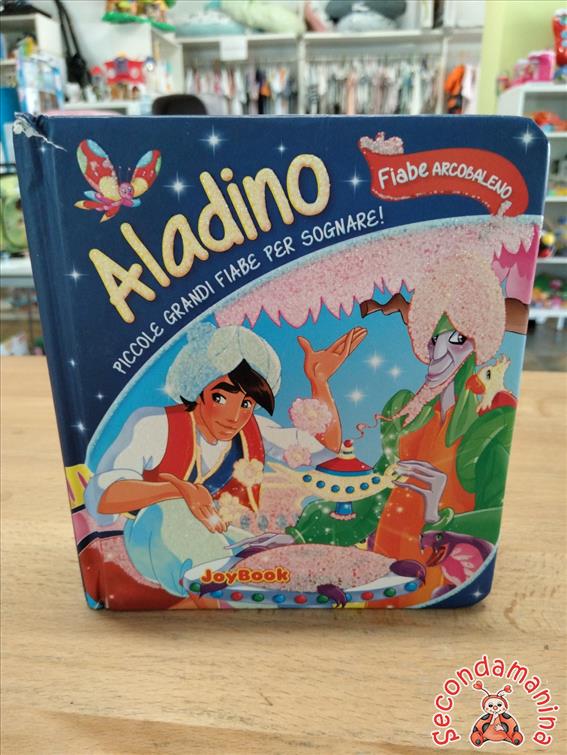 Fiabe ARCOBALENO
Aladino
PICCOLE GRANDI FIABE PER SOGNARE!
JoyBook
secondamanina